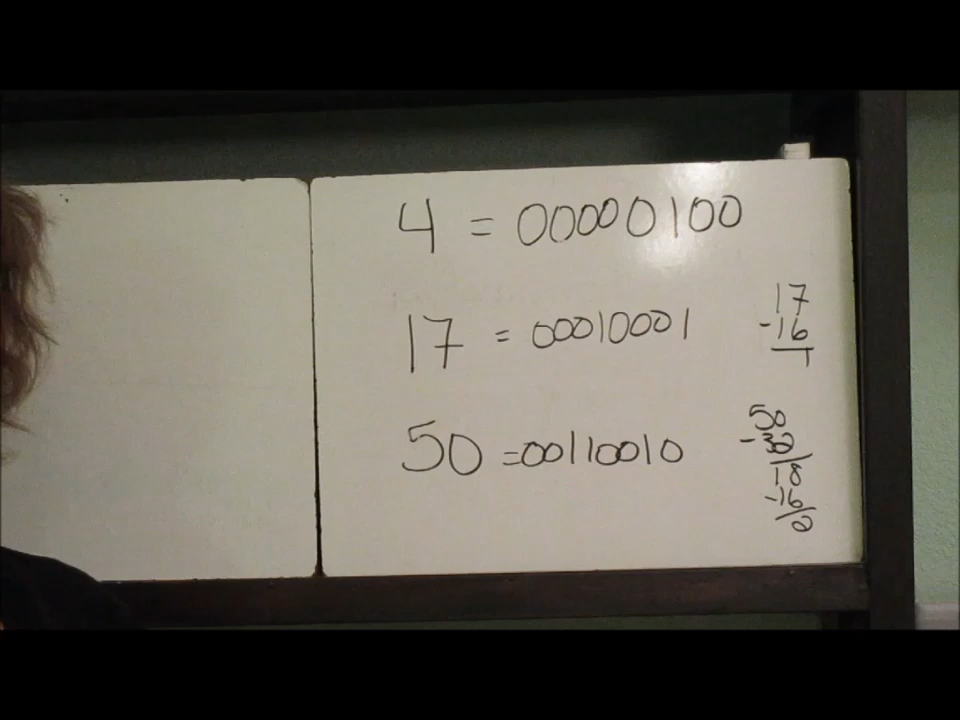 4 = 00000100
17 = 00010001
50 = 00110010
17
-16
1
50
-32
18
-16
2